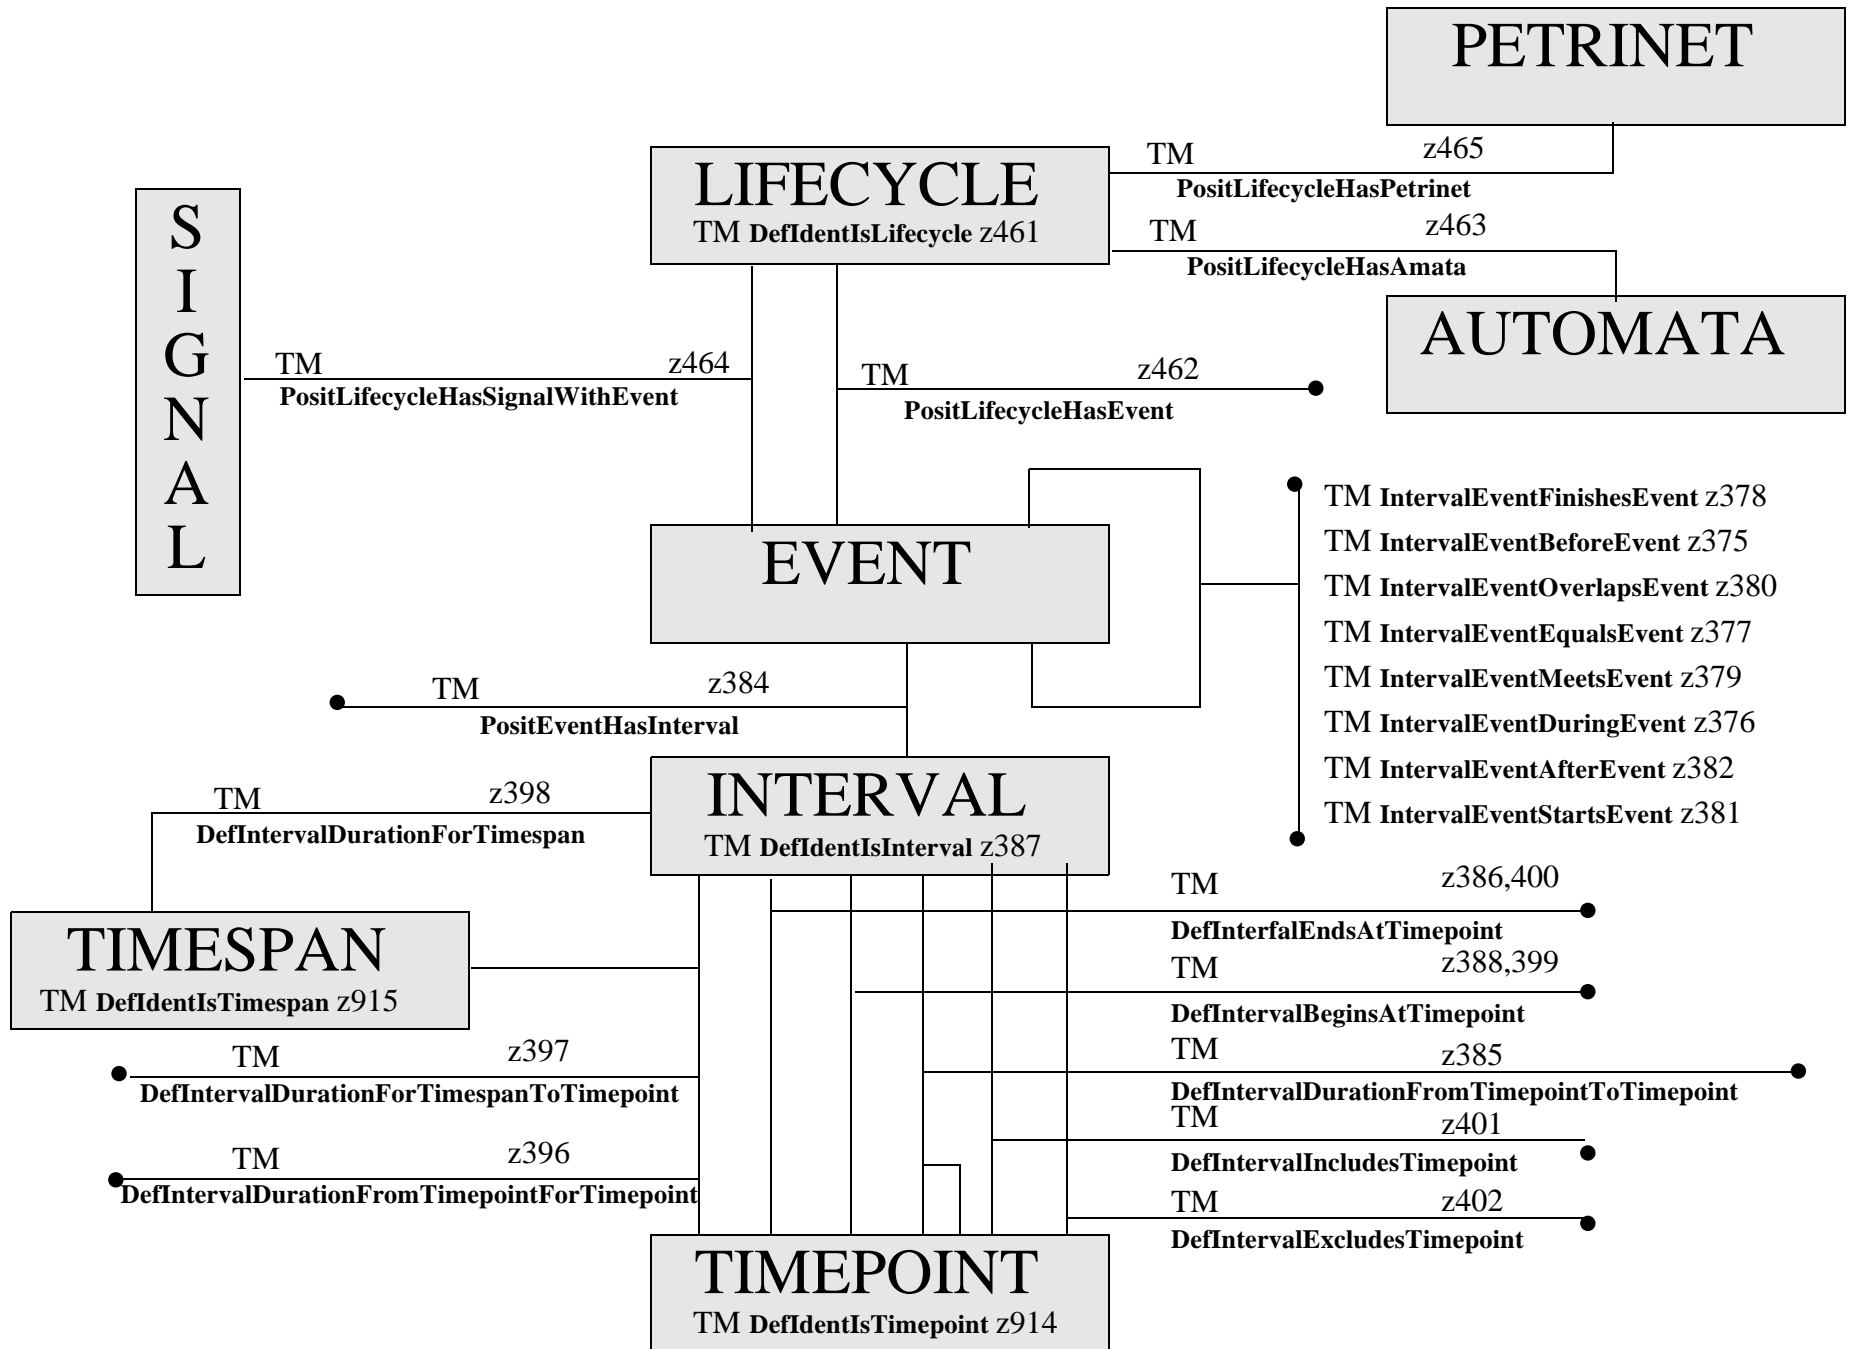 PETRINET
TM z465
PositLifecycleHasPetrinet
LIFECYCLE
TM DefIdentIsLifecycle z461
TM z463
PositLifecycleHasAmata
SIGNAL
AUTOMATA
TM z464
PositLifecycleHasSignalWithEvent
TM z462
PositLifecycleHasEvent
EVENT
TM IntervalEventFinishesEvent z378
TM IntervalEventBeforeEvent z375
TM IntervalEventOverlapsEvent z380
TM IntervalEventEqualsEvent z377
TM IntervalEventMeetsEvent z379
TM IntervalEventDuringEvent z376
TM IntervalEventAfterEvent z382
TM IntervalEventStartsEvent z381
TM z384
PositEventHasInterval
INTERVAL
TM DefIdentIsInterval z387
TM z398
DefIntervalDurationForTimespan
TIMESPAN
TM DefIdentIsTimespan z915
TM z386,400
DefInterfalEndsAtTimepoint
TM z388,399
DefIntervalBeginsAtTimepoint
TM z385
DefIntervalDurationFromTimepointToTimepoint
TM z401
DefIntervalIncludesTimepoint
TM z402
DefIntervalExcludesTimepoint
TM z397
DefIntervalDurationForTimespanToTimepoint
TM z396
DefIntervalDurationFromTimepointForTimepoint
TIMEPOINT
TM DefIdentIsTimepoint z914